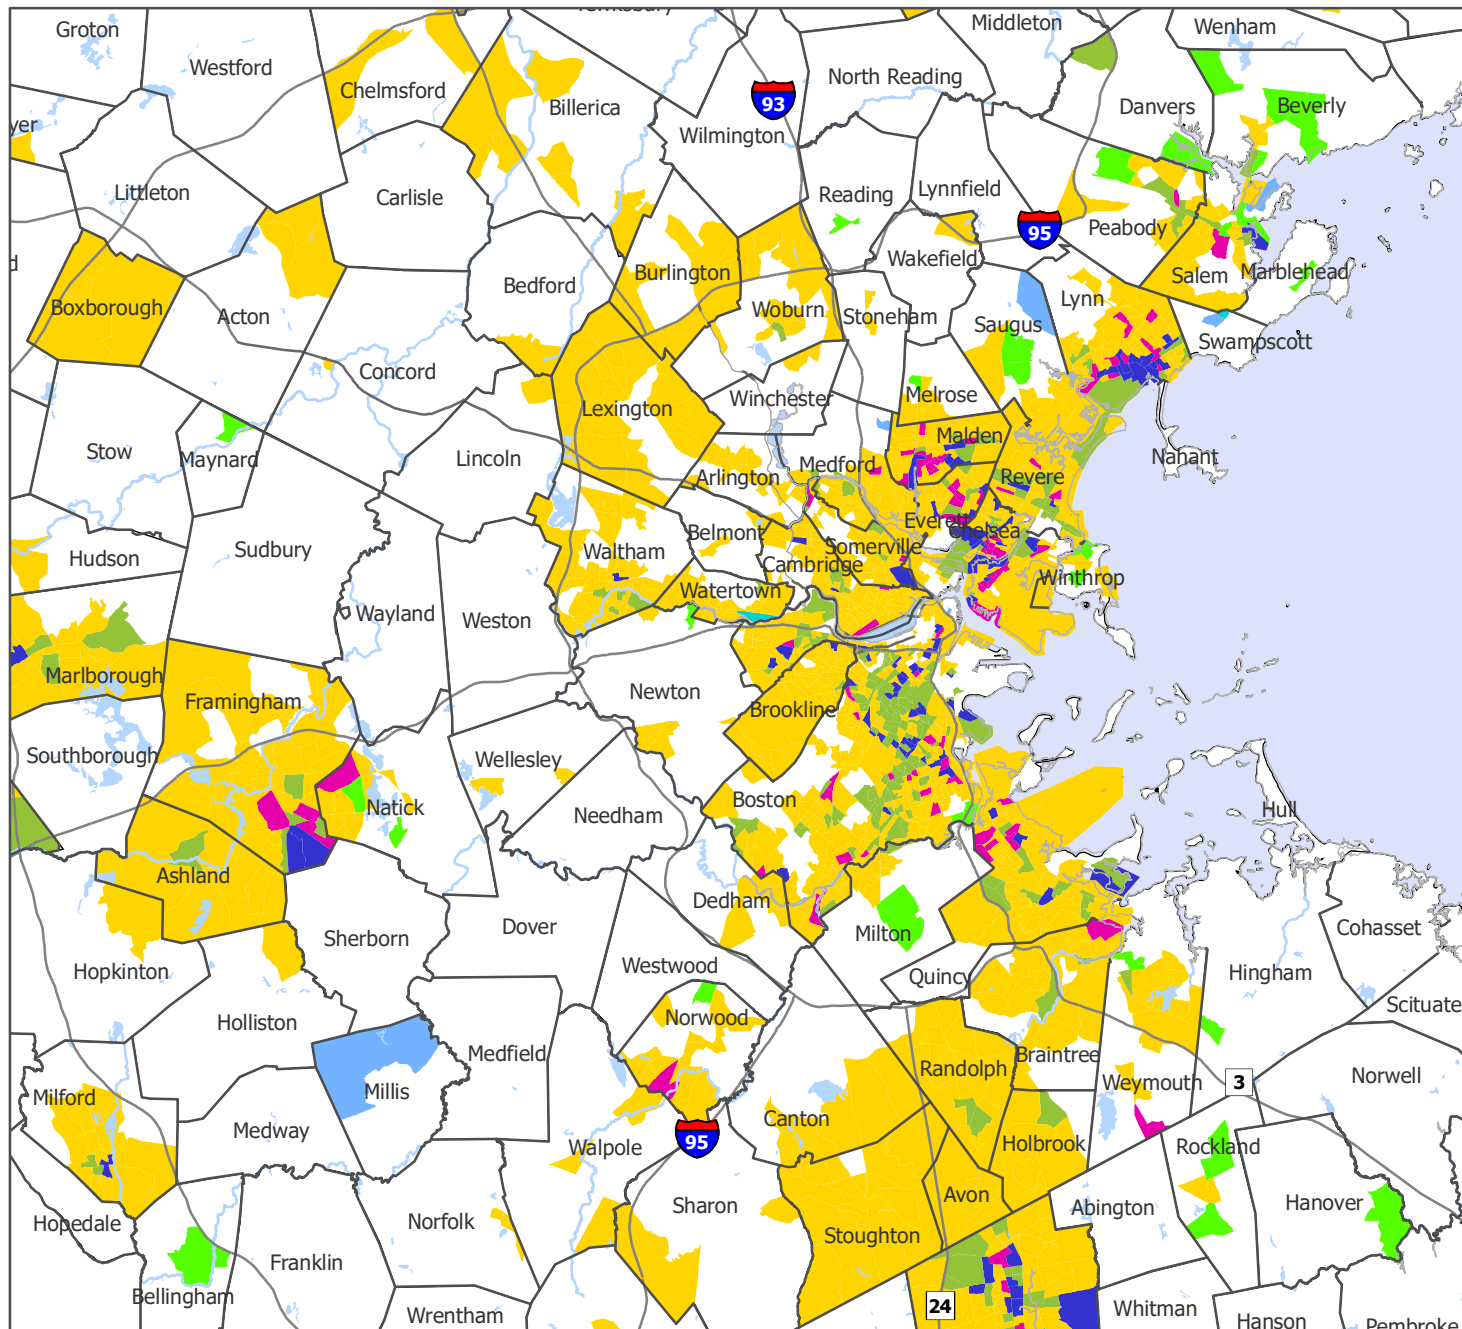 Groton
Westford
Chelmsford
Billerica
Tewksbury
93
Wilmington
North Reading
Middleton
Wenham
Danvers
Beverly
yer
Littleton
Carlisle
Reading
Lynnfield
95
Peabody
Salem
Marblehead
d
Boxborough
Acton
Bedford
Burlington
Woburn
Stoneham
Wakefield
Saugus
Lynn
Swampscott
Concord
Lexington
Winchester
Melrose
Stow
Maynard
Lincoln
Arlington
Medford
Malden
Revere
Nahant
Hudson
Sudbury
Waltham
Belmont
Cambridge
Somerville
Everett
Chelsea
Watertown
Winthrop
Wayland
Weston
Marlborough
Framingham
Newton
Brookline
Southborough
Wellesley
Natick
Needham
Boston
Hull
Ashland
Sherborn
Dover
Dedham
Milton
Cohasset
Hopkinton
Westwood
Quincy
Hingham
Scituate
Holliston
Norwood
Medfield
Millis
Randolph
Braintree
Weymouth
3
Norwell
Milford
Medway
Canton
95
Walpole
Holbrook
Rockland
Hopedale
Norfolk
Sharon
Avon
Abington
Hanover
Franklin
Stoughton
Bellingham
Wrentham
24
Whitman
Hanson
Pembroke